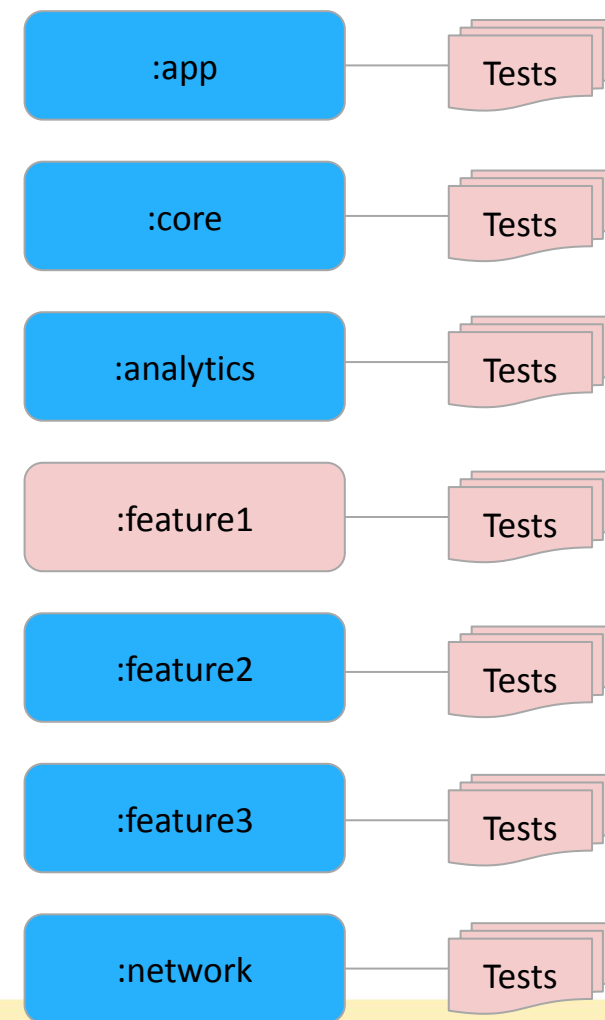 :app
Tests
:core
Tests
:analytics
Tests
:feature1
Tests
:feature2
Tests
:feature3
Tests
:network
Tests